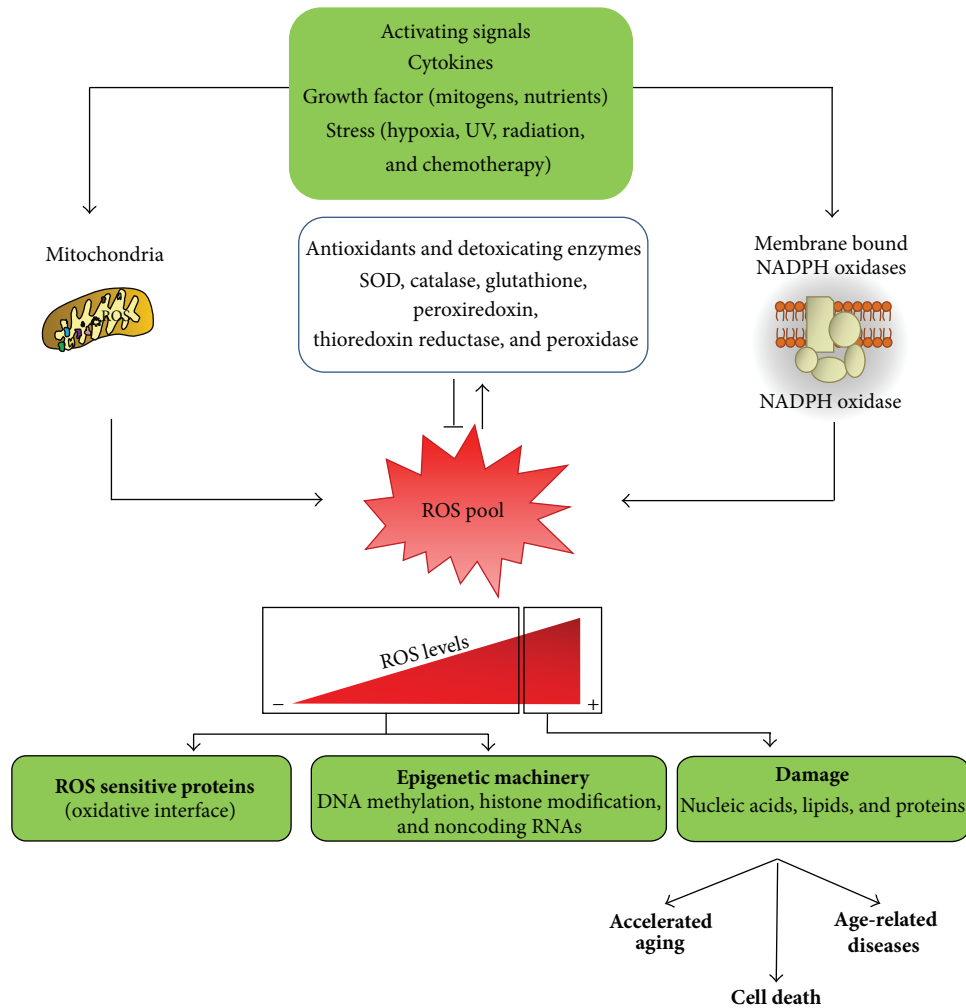 Activating signals
Cytokines
Growth factor (mitogens, nutrients)
Stress (hypoxia, UV, radiation,
and chemotherapy)
Mitochondria
ROS
Antioxidants and detoxicating enzymes
SOD, catalase, glutathione,
peroxiredoxin,
thioredoxin reductase, and peroxidase
Membrane bound
NADPH oxidases
NADPH oxidase
ROS pool
ROS levels
− +
ROS sensitive proteins
(oxidative interface)
Epigenetic machinery
DNA methylation, histone modification,
and noncoding RNAs
Damage
Nucleic acids, lipids, and proteins
Accelerated
aging
Age-related
diseases
Cell death